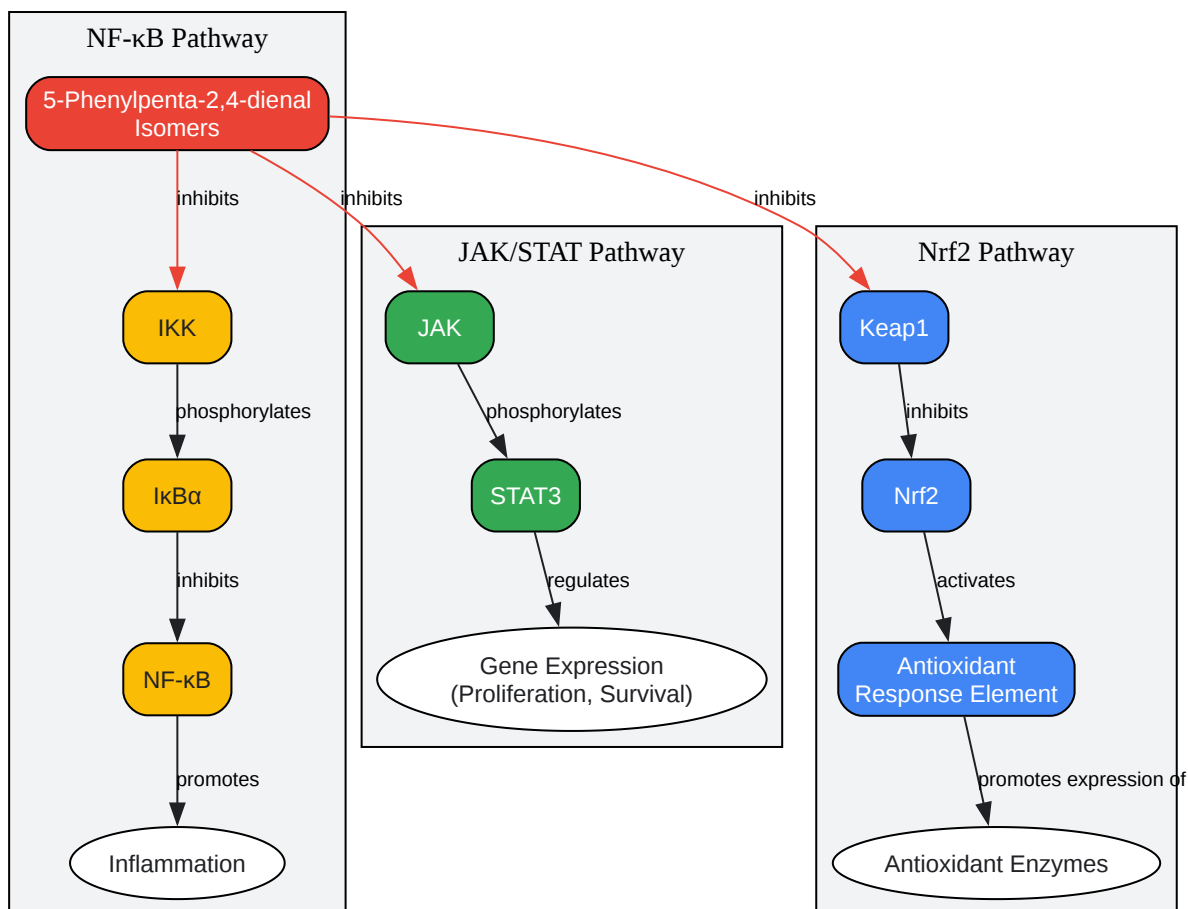 NF-κB Pathway
5-Phenylpenta-2,4-dienal
Isomers
inhibits
inhibits
inhibits
JAK/STAT Pathway
Nrf2 Pathway
IKK
JAK
Keap1
phosphorylates
phosphorylates
inhibits
IκBα
STAT3
Nrf2
inhibits
regulates
activates
NF-κB
Gene Expression
(Proliferation, Survival)
Antioxidant
Response Element
promotes
promotes expression of
Inflammation
Antioxidant Enzymes